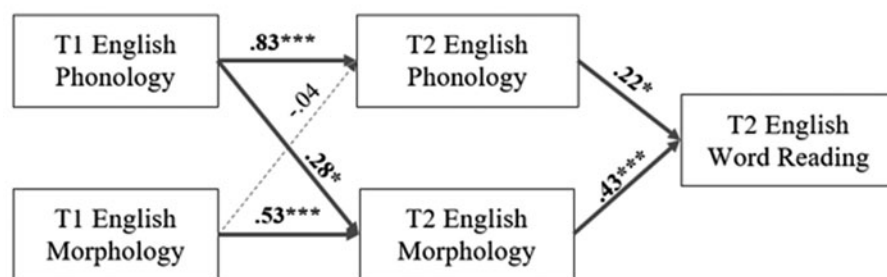 T1 English
Phonology
.83***
T2 English
Phonology
-.04
.22*
T2 English
Word Reading
.28*
.43***
T1 English
Morphology
.53***
T2 English
Morphology